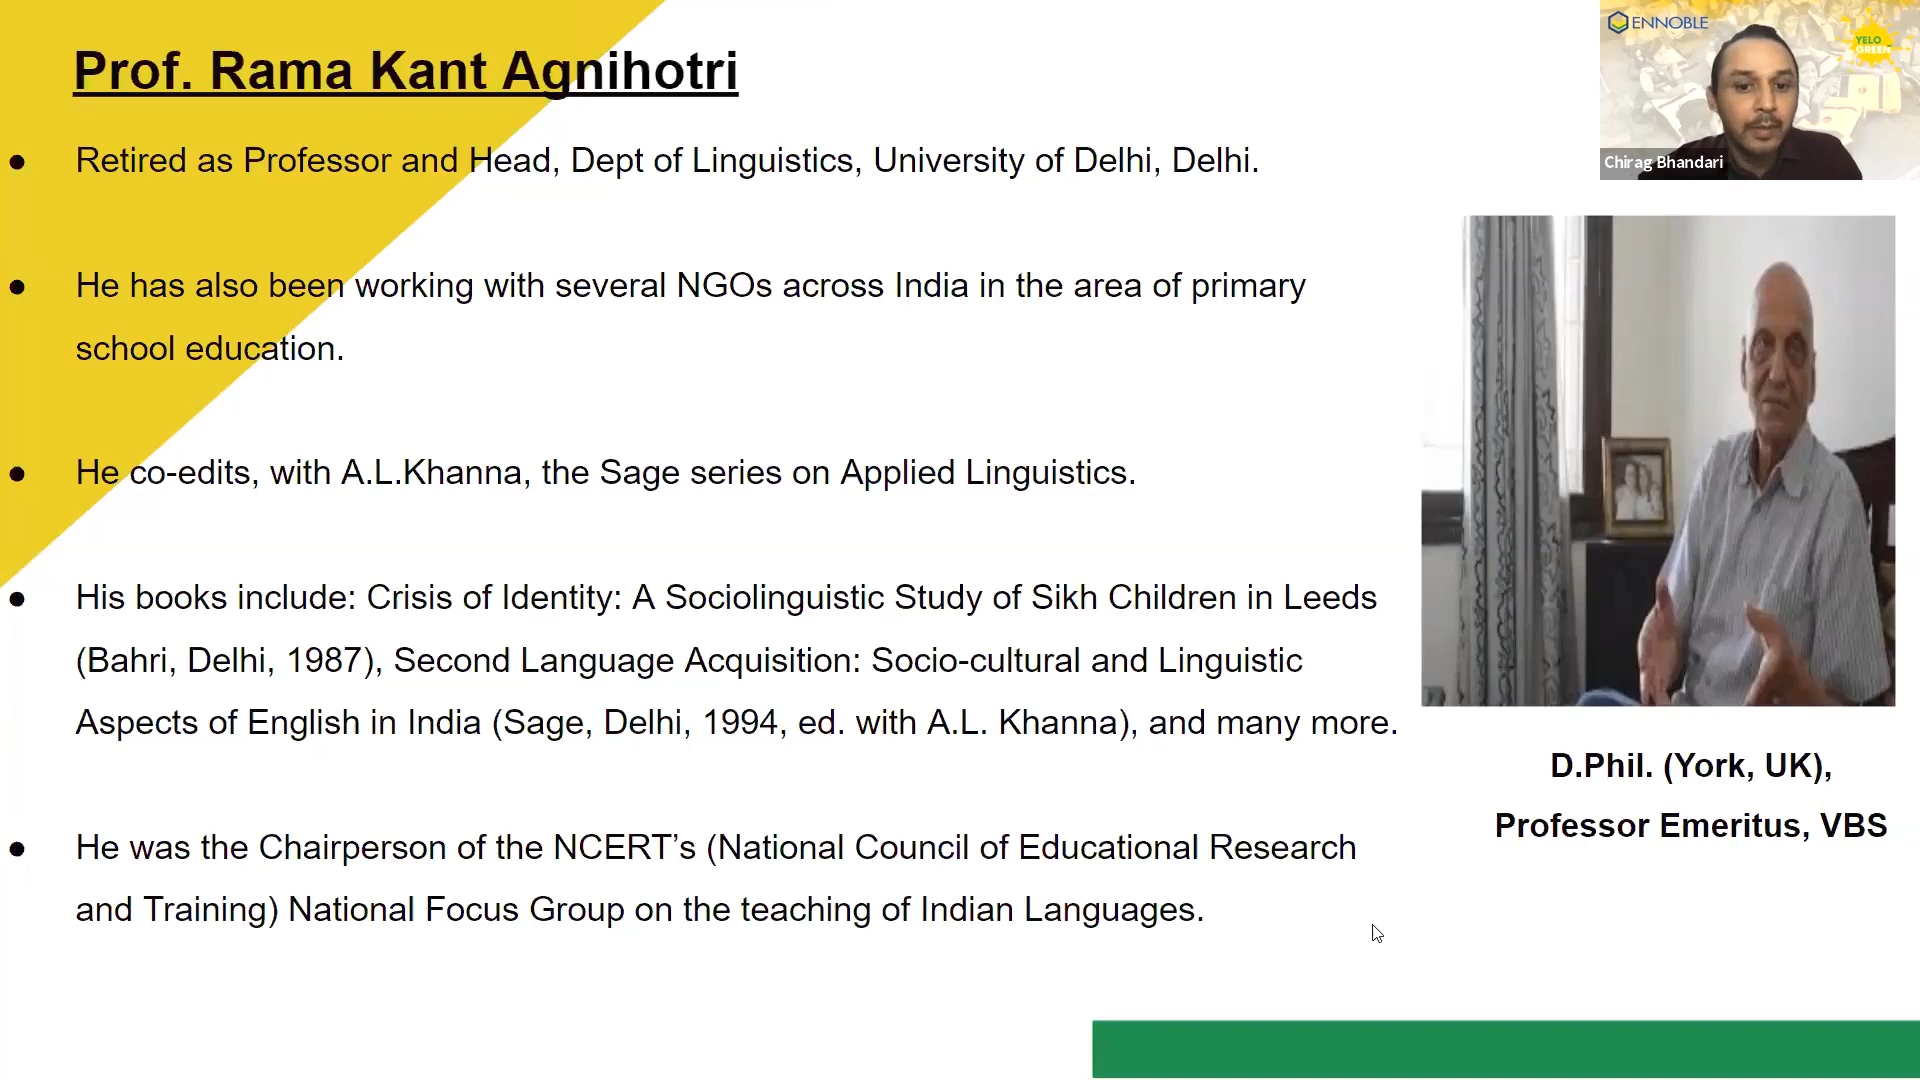 Prof. Rama Kant Agnihotri
● Retired as Professor and Head, Dept of Linguistics, University of Delhi, Delhi.
● He has also been working with several NGOs across India in the area of primary
school education.
● He co-edits, with A.L.Khanna, the Sage series on Applied Linguistics.
● His books include: Crisis of Identity: A Sociolinguistic Study of Sikh Children in Leeds
(Bahri, Delhi, 1987), Second Language Acquisition: Socio-cultural and Linguistic
Aspects of English in India (Sage, Delhi, 1994, ed. with A.L. Khanna), and many more.
● He was the Chairperson of the NCERT’s (National Council of Educational Research
and Training) National Focus Group on the teaching of Indian Languages.
ENNOBLE
YELO
GREEN
Chirag Bhandari
D.Phil. (York, UK),
Professor Emeritus, VBS